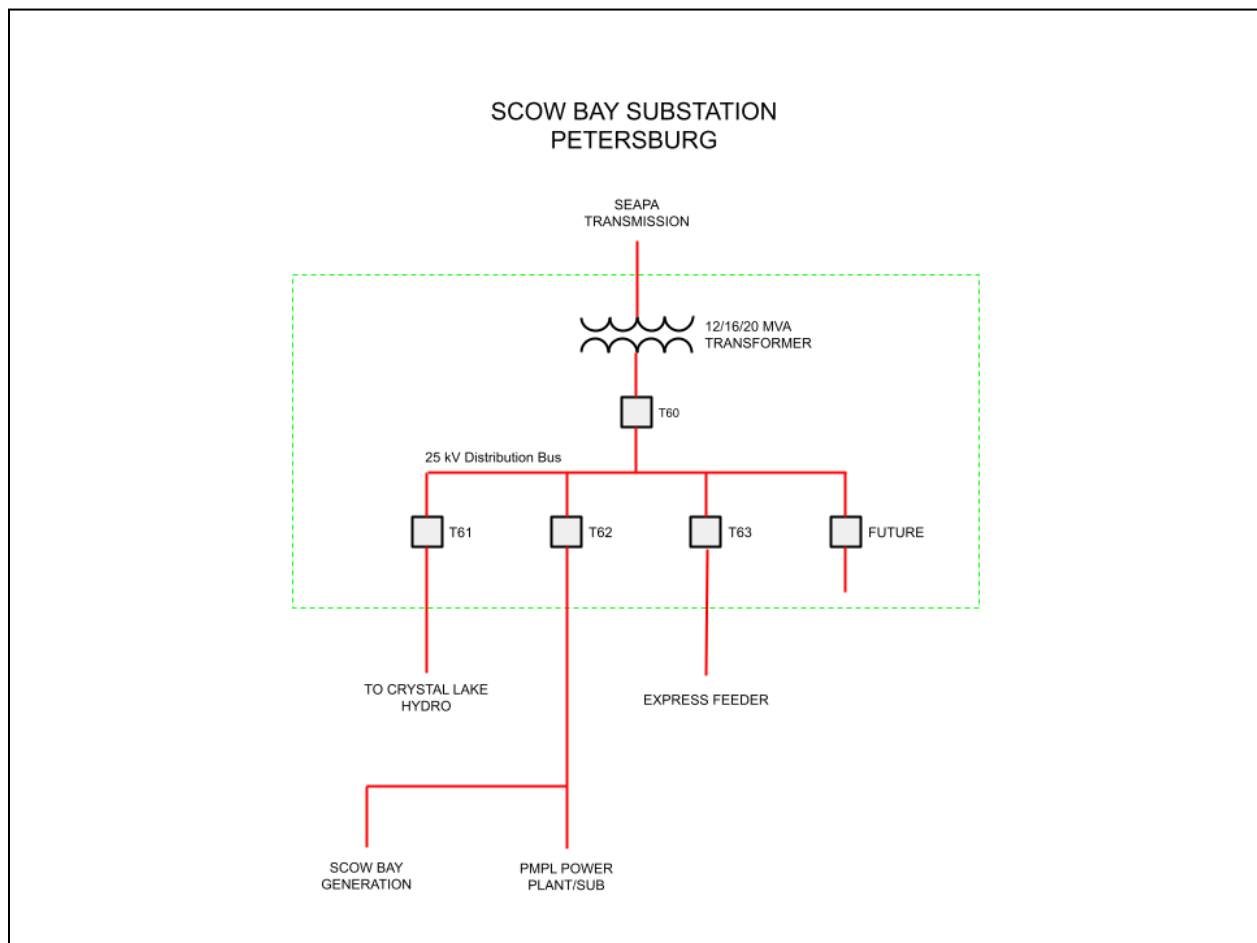 SCOW BAY SUBSTATION
PETERSBURG
SEAPA
TRANSMISSION
12/16/20 MVA
TRANSFORMER
T60
25 kV Distribution Bus
T61
T62
T63
FUTURE
TO CRYSTAL LAKE
HYDRO
EXPRESS FEEDER
SCOW BAY
GENERATION
PMPL POWER
PLANT/SUB